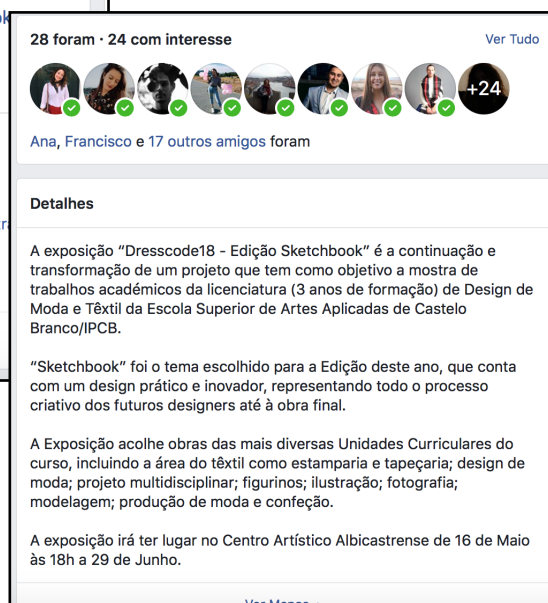 28 foram · 24 com interesse
Ver Tudo
+24
Ana, Francisco e 17 outros amigos foram
Detalhes
A exposição “Dresscode18 - Edição Sketchbook” é a continuação e
transformação de um projeto que tem como objetivo a mostra de
trabalhos académicos da licenciatura (3 anos de formação) de Design de
Moda e Têxtil da Escola Superior de Artes Aplicadas de Castelo
Branco/IPCB.
“Sketchbook” foi o tema escolhido para a Edição deste ano, que conta
com um design prático e inovador, representando todo o processo
criativo dos futuros designers até à obra final.
A Exposição acolhe obras das mais diversas Unidades Curriculares do
curso, incluindo a área do têxtil como estamparia e tapeçaria; design de
moda; projeto multidisciplinar; figurinos; ilustração; fotografia;
modelagem; produção de moda e confeção.
A exposição irá ter lugar no Centro Artístico Albicastrense de 16 de Maio
às 18h a 29 de Junho.